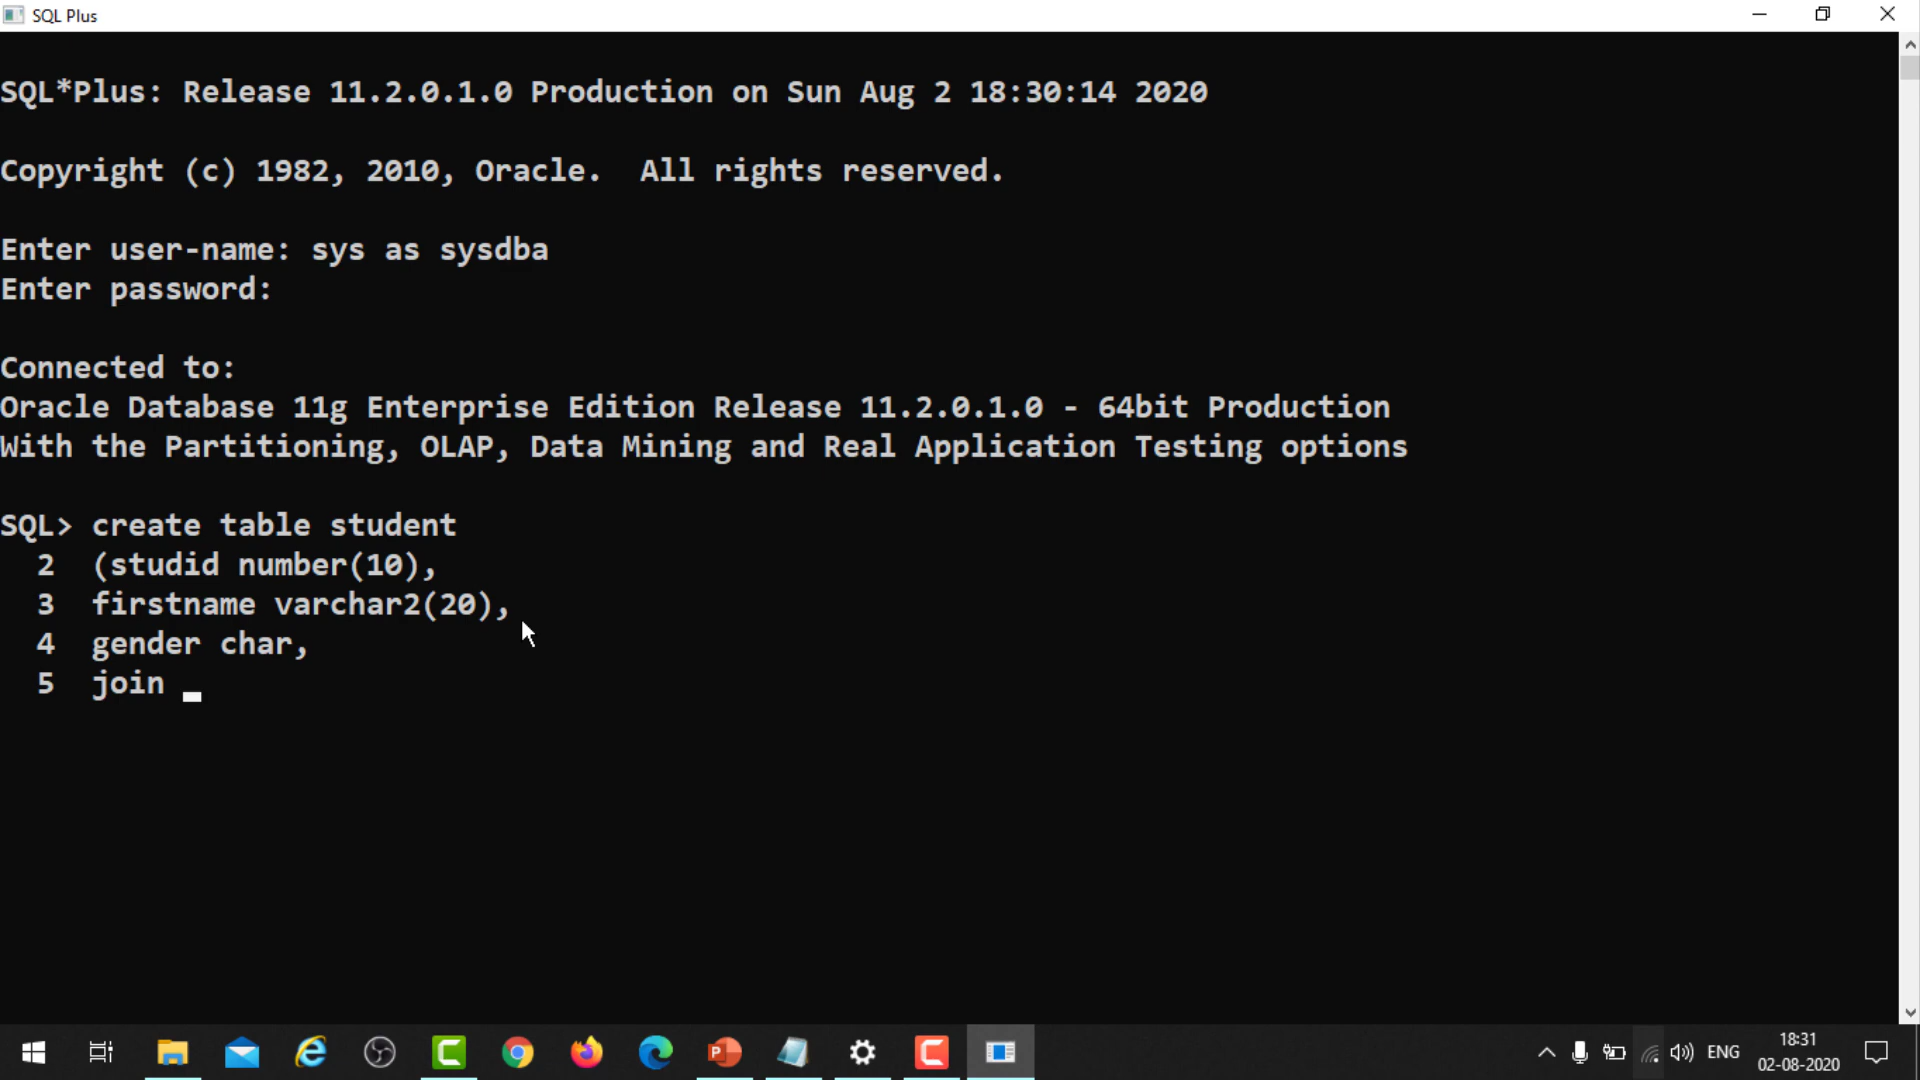 SQL Plus
SQL*Plus: Release 11.2.0.1.0 Production on Sun Aug 2 18:30:14 2020
Copyright (c) 1982, 2010, Oracle.  All rights reserved.
Enter user-name: sys as sysdba
Enter password:
Connected to:
Oracle Database 11g Enterprise Edition Release 11.2.0.1.0 - 64bit Production
With the Partitioning, OLAP, Data Mining and Real Application Testing options
SQL> create table student
2  (studid number(10),
3  firstname varchar2(20),
4  gender char,
5  join
ENG
18:31
02-08-2020